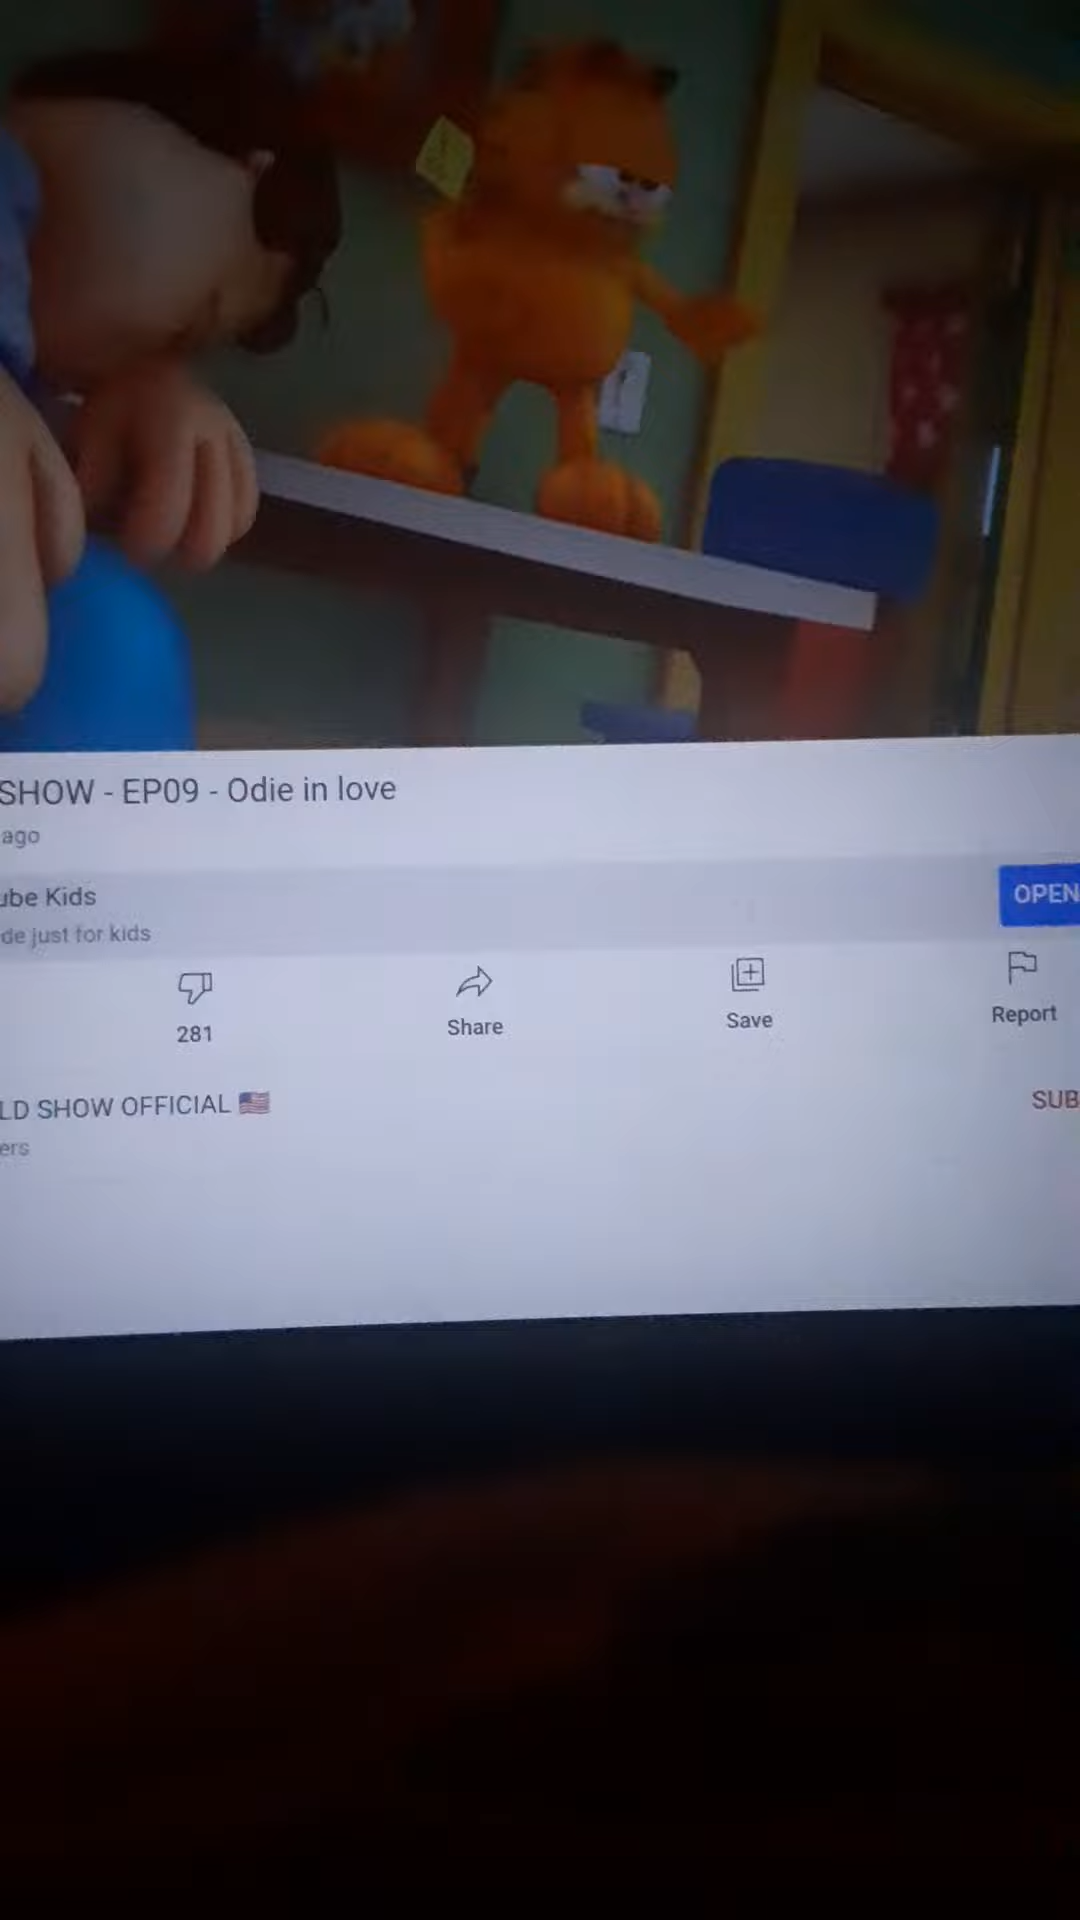 SHOW - EP09 - Odie in love
ago
ube Kids
OPEN
de just for kids
281
Share
Save
Report
LD SHOW OFFICIAL 🇺🇸
SUB
ers